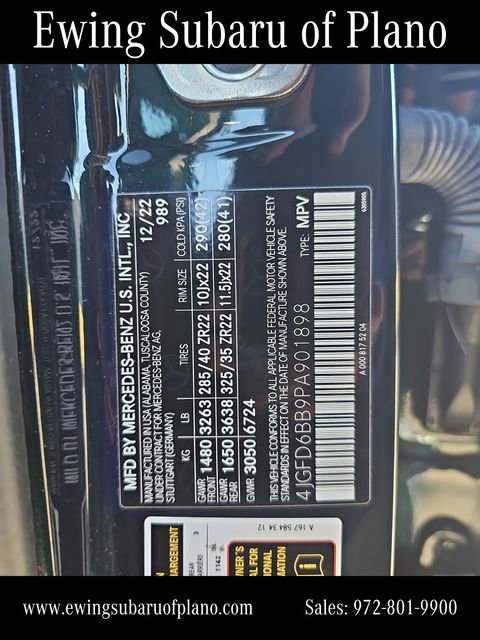 Ewing Subaru of Plano
MFD BY MERCEDES-BENZ U.S. INTL., INC
MANUFACTURED IN USA (ALABAMA, TUSCALOOSA COUNTY) 12/22
UNDER CONTRACT FOR MERCEDES-BENZ AG, 989
STUTTGART (GERMANY)
KG LB TIRES RIM SIZE COLD KPA (PSI)
GAWR FRONT 1480 3263 285/40 ZR22 10Jx22 290(42)
GAWR REAR 1650 3638 325/35 ZR22 11.5Jx22 280(41)
GVWR 3050 6724
THIS VEHICLE CONFORMS TO ALL APPLICABLE FEDERAL MOTOR VEHICLE SAFETY
STANDARDS IN EFFECT ON THE DATE OF MANUFACTURE SHOWN ABOVE.
4JGFD6BB9PA901898 TYPE: MPV
A 000 817 52 04
A 167 584 34 12
www.ewingsubaruofplano.com Sales: 972-801-9900